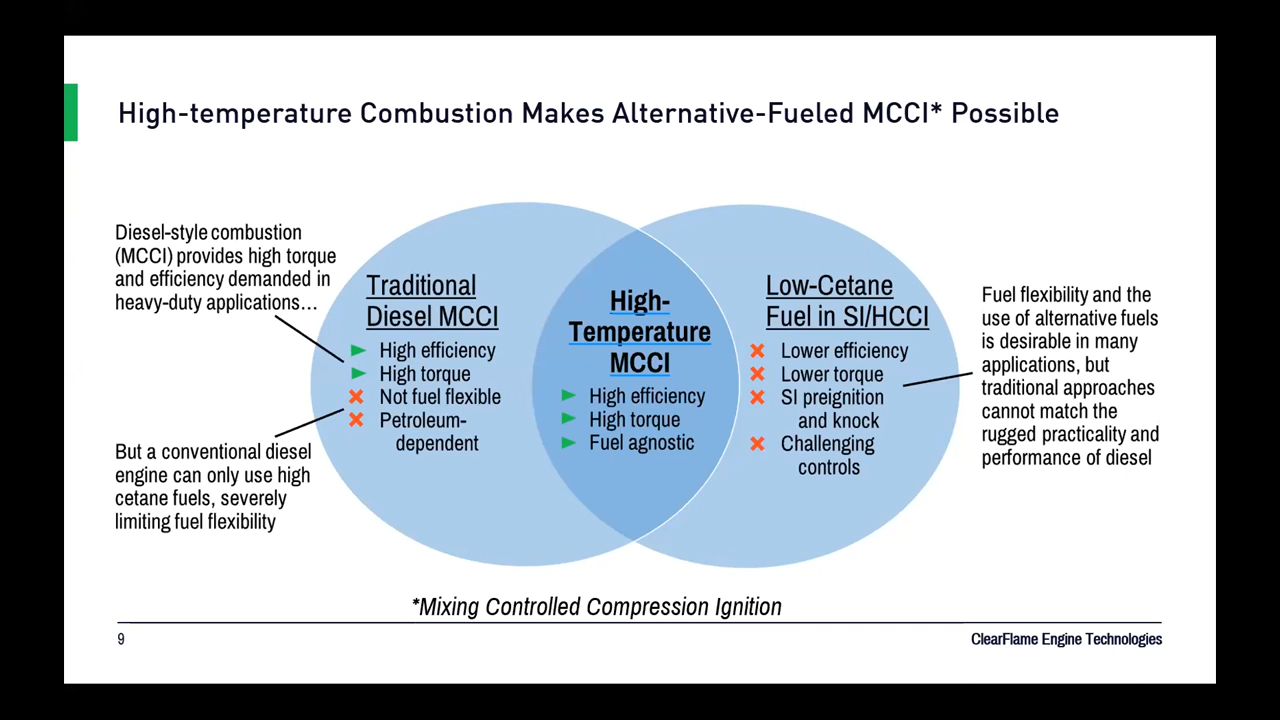 High-temperature Combustion Makes Alternative-Fueled MCCI* Possible
Diesel-style combustion
(MCCI) provides high torque
and efficiency demanded in
heavy-duty applications…
But a conventional diesel
engine can only use high
cetane fuels, severely
limiting fuel flexibility
Traditional
Diesel MCCI
High efficiency
High torque
Not fuel flexible
Petroleum-
dependent
High-
Temperature
MCCI
High efficiency
High torque
Fuel agnostic
Low-Cetane
Fuel in SI/HCCI
Lower efficiency
Lower torque
SI preignition
and knock
Challenging
controls
Fuel flexibility and the
use of alternative fuels
is desirable in many
applications, but
traditional approaches
cannot match the
rugged practicality and
performance of diesel
*Mixing Controlled Compression Ignition
9
ClearFlame Engine Technologies